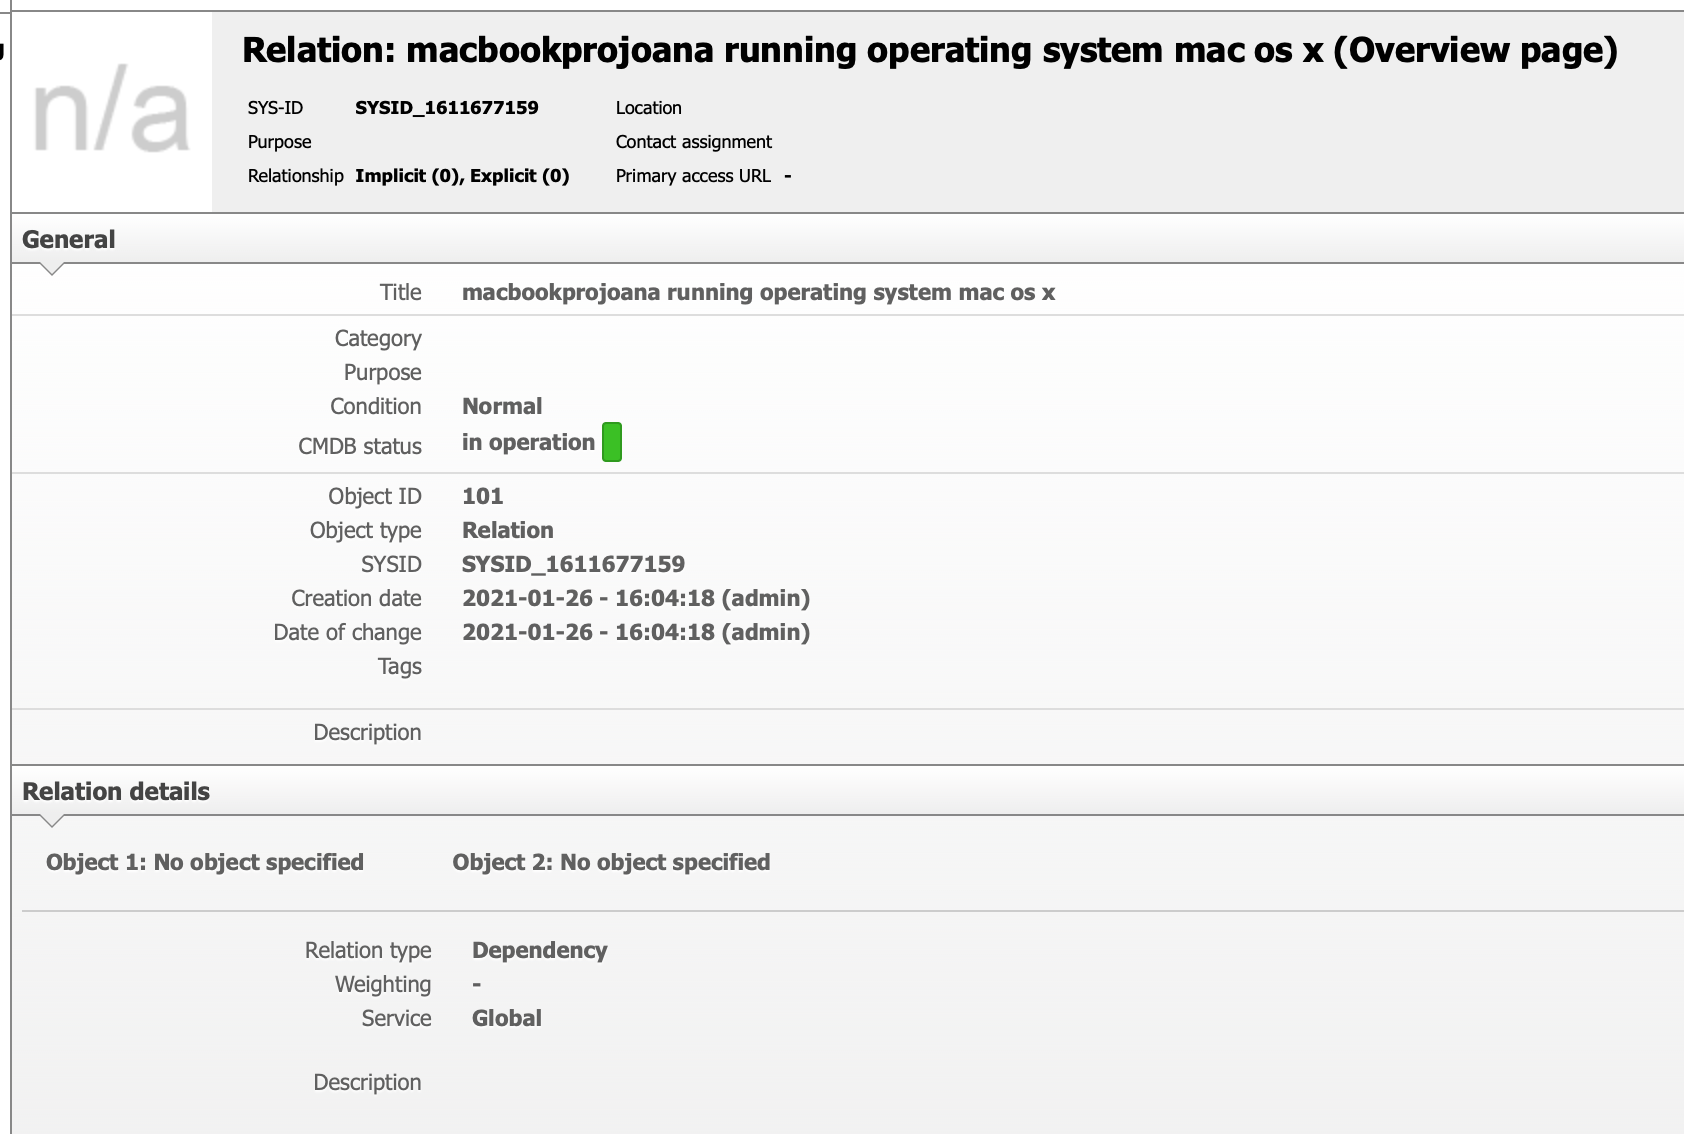 n/a
Relation: macbookprojoana running operating system mac os x (Overview page)
SYS-ID SYSID_1611677159 Location
Purpose Contact assignment
Relationship Implicit (0), Explicit (0) Primary access URL -
General
Title macbookprojoana running operating system mac os x
Category
Purpose
Condition Normal
CMDB status in operation
Object ID 101
Object type Relation
SYSID SYSID_1611677159
Creation date 2021-01-26 - 16:04:18 (admin)
Date of change 2021-01-26 - 16:04:18 (admin)
Tags
Description
Relation details
Object 1: No object specified Object 2: No object specified
Relation type Dependency
Weighting -
Service Global
Description